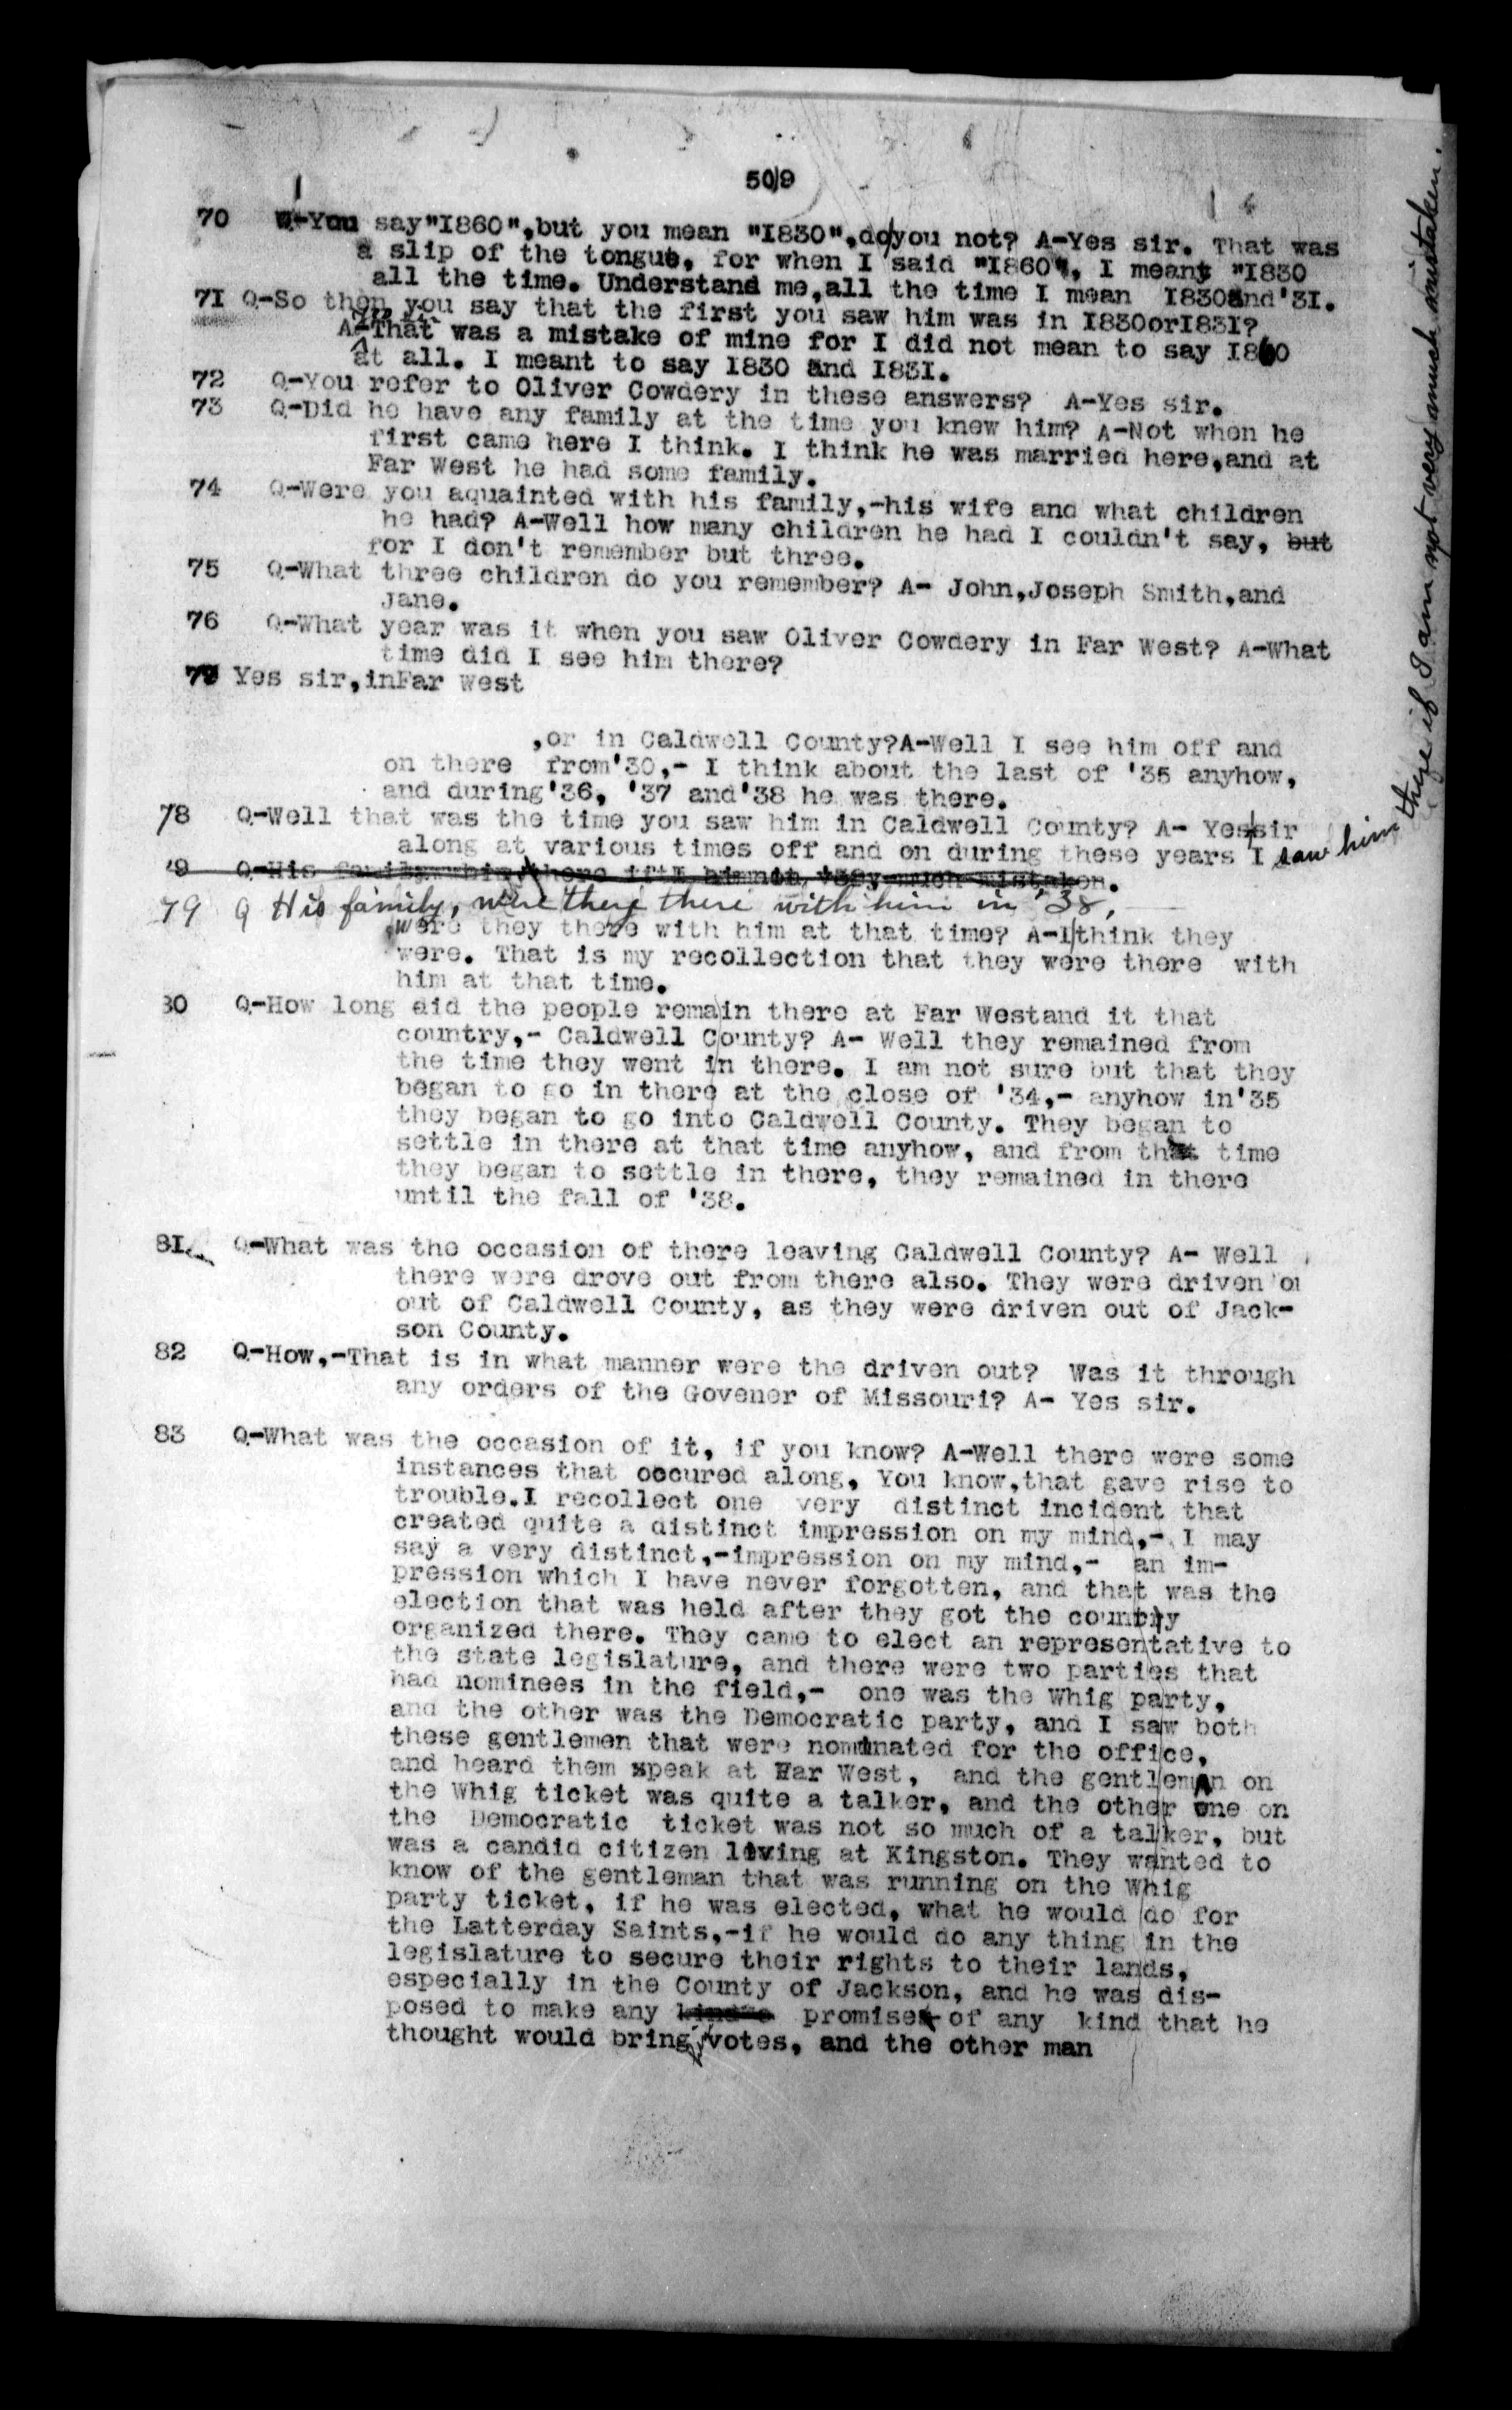 509
70 Q-You say"I860",but you mean "I830",do you not? A-Yes sir. That was
a slip of the tongue, for when I said "I860", I meant "I830
all the time. Understand me,all the time I mean I830and'3I.
7I Q-So then you say that the first you saw him was in I830orI83I?
A-That was a mistake of mine for I did not mean to say I860
at all. I meant to say I830 and I83I.
72 Q-You refer to Oliver Cowdery in these answers? A-Yes sir.
73 Q-Did he have any family at the time you knew him? A-Not when he
first came here I think. I think he was married here,and at
Far West he had some family.
74 Q-Were you aquainted with his family,-his wife and what children
he had? A-Well how many children he had I couldn't say, but
for I don't remember but three.
75 Q-What three children do you remember? A- John,Joseph Smith,and
Jane.
76 Q-What year was it when you saw Oliver Cowdery in Far West? A-What
time did I see him there?
77 Yes sir,inFar West
,or in Caldwell County?A-Well I see him off and
on there from'30,- I think about the last of '35 anyhow,
and during'36, '37 and'38 he was there.
78 Q-Well that was the time you saw him in Caldwell County? A- Yes sir
along at various times off and on during these years I saw him
there if I am not very much mistaken.
79 Q-His family there if I am not very much mistaken.
79 Q His family, were they there with him in '38,
were they there with him at that time? A-I think they
were. That is my recollection that they were there with
him at that time.
80 Q-How long did the people remain there at Far Westand it that
country,- Caldwell County? A- Well they remained from
the time they went in there. I am not sure but that they
began to go in there at the close of '34,- anyhow in'35
they began to go into Caldwell County. They began to
settle in there at that time anyhow, and from that time
they began to settle in there, they remained in there
until the fall of '38.
8I Q-What was the occasion of there leaving Caldwell County? A- Well
there were drove out from there also. They were driven ou
out of Caldwell County, as they were driven out of Jack-
son County.
82 Q-How,-That is in what manner were the driven out? Was it through
any orders of the Govenor of Missouri? A- Yes sir.
83 Q-What was the occasion of it, if you know? A-Well there were some
instances that occured along, You know,that gave rise to
trouble.I recollect one very distinct incident that
created quite a distinct impression on my mind,- I may
say a very distinct,-impression on my mind,- an im-
pression which I have never forgotten, and that was the
election that was held after they got the county
organized there. They came to elect an representative to
the state legislature, and there were two parties that
had nominees in the field,- one was the Whig party,
and the other was the Democratic party, and I saw both
these gentlemen that were nominated for the office,
and heard them speak at Far West, and the gentleman on
the Whig ticket was quite a talker, and the other one on
the Democratic ticket was not so much of a talker, but
was a candid citizen living at Kingston. They wanted to
know of the gentleman that was running on the Whig
party ticket, if he was elected, what he would do for
the Latterday Saints,-if he would do any thing in the
legislature to secure their rights to their lands,
especially in the County of Jackson, and he was dis-
posed to make any promises of any kind that he
thought would bring votes, and the other man